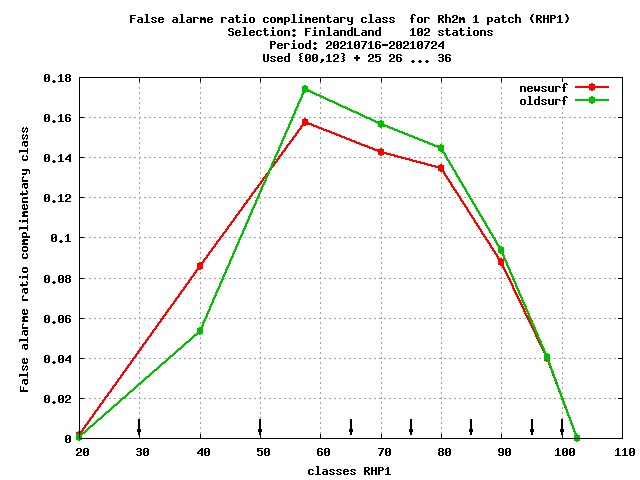 False alarme ratio complimentary class  for Rh2m 1 patch (RHP1)
Selection: FinlandLand    102 stations
Period: 20210716-20210724
Used {00,12} + 25 26 ... 36
newsurf
oldsurf
False alarme ratio complimentary class
0.18
0.16
0.14
0.12
0.1
0.08
0.06
0.04
0.02
0
20 30 40 50 60 70 80 90 100 110
classes RHP1